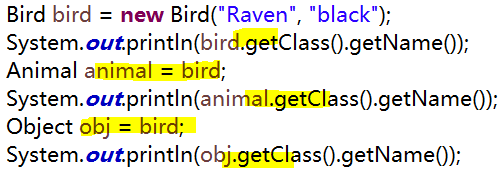 Bird bird = new Bird("Raven", "black");
System.out.println(bird.getClass().getName());
Animal animal = bird;
System.out.println(animal.getClass().getName());
Object obj = bird;
System.out.println(obj.getClass().getName());